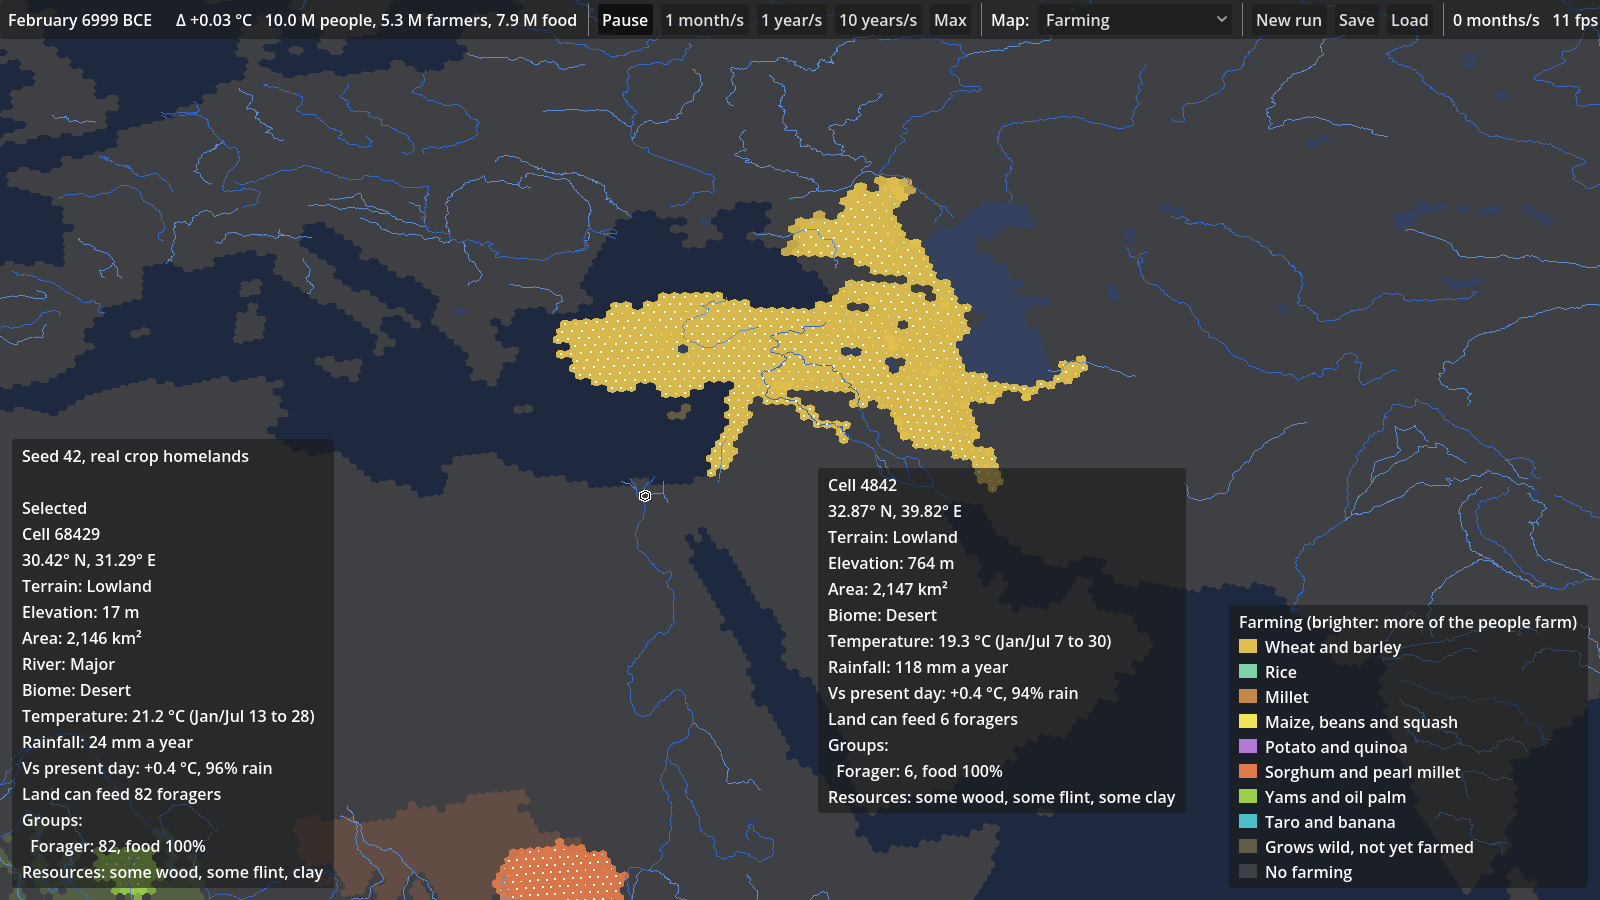 February 6999 BCE Δ +0.03 °C 10.0 M people, 5.3 M farmers, 7.9 M food Pause 1 month/s 1 year/s 10 years/s Max Map: Farming New run Save Load 0 months/s 11 fps
Seed 42, real crop homelands
Selected
Cell 68429
30.42° N, 31.29° E
Terrain: Lowland
Elevation: 17 m
Area: 2,146 km²
River: Major
Biome: Desert
Temperature: 21.2 °C (Jan/Jul 13 to 28)
Rainfall: 24 mm a year
Vs present day: +0.4 °C, 96% rain
Land can feed 82 foragers
Groups:
Forager: 82, food 100%
Resources: some wood, some flint, clay
Cell 4842
32.87° N, 39.82° E
Terrain: Lowland
Elevation: 764 m
Area: 2,147 km²
Biome: Desert
Temperature: 19.3 °C (Jan/Jul 7 to 30)
Rainfall: 118 mm a year
Vs present day: +0.4 °C, 94% rain
Land can feed 6 foragers
Groups:
Forager: 6, food 100%
Resources: some wood, some flint, some clay
Farming (brighter: more of the people farm)
Wheat and barley
Rice
Millet
Maize, beans and squash
Potato and quinoa
Sorghum and pearl millet
Yams and oil palm
Taro and banana
Grows wild, not yet farmed
No farming